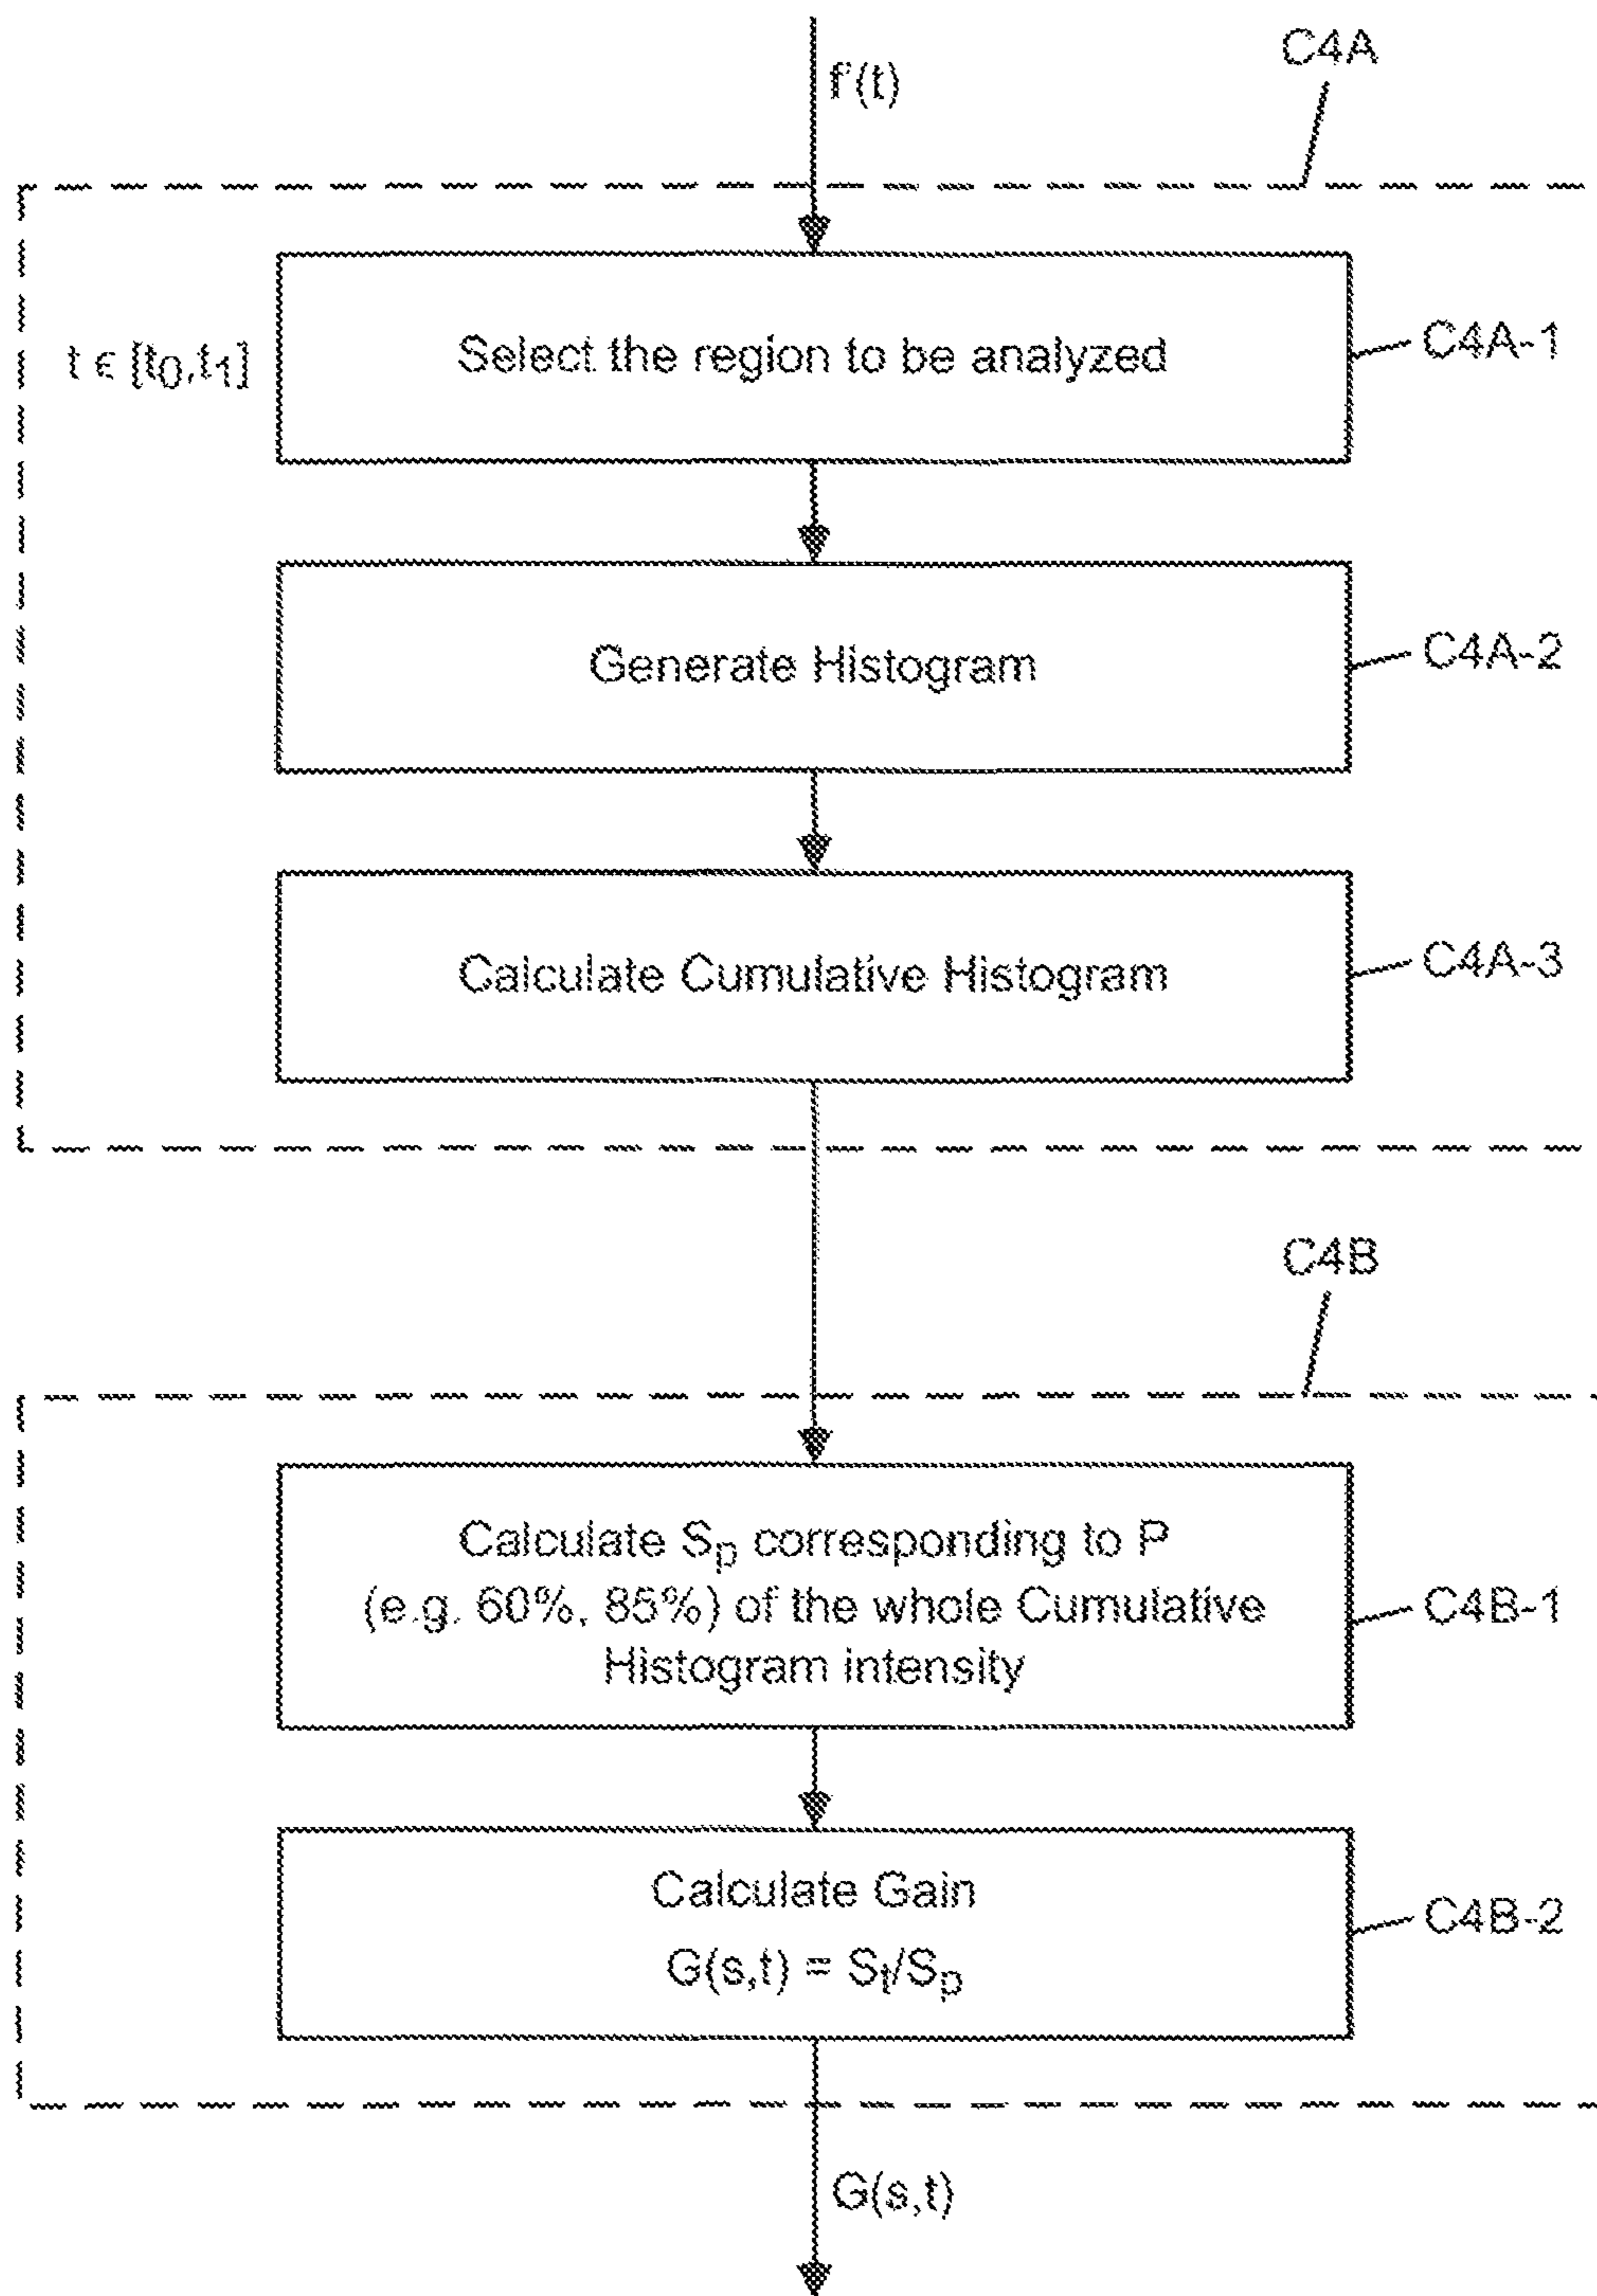 f'(t)
C4A
t ϵ [t0,t1]
Select the region to be analyzed
C4A-1
Generate Histogram
C4A-2
Calculate Cumulative Histogram
C4A-3
C4B
Calculate Sp corresponding to P
(e.g. 60%, 85%) of the whole Cumulative
Histogram intensity
C4B-1
Calculate Gain
G(s,t) = St/Sp
C4B-2
G(s,t)